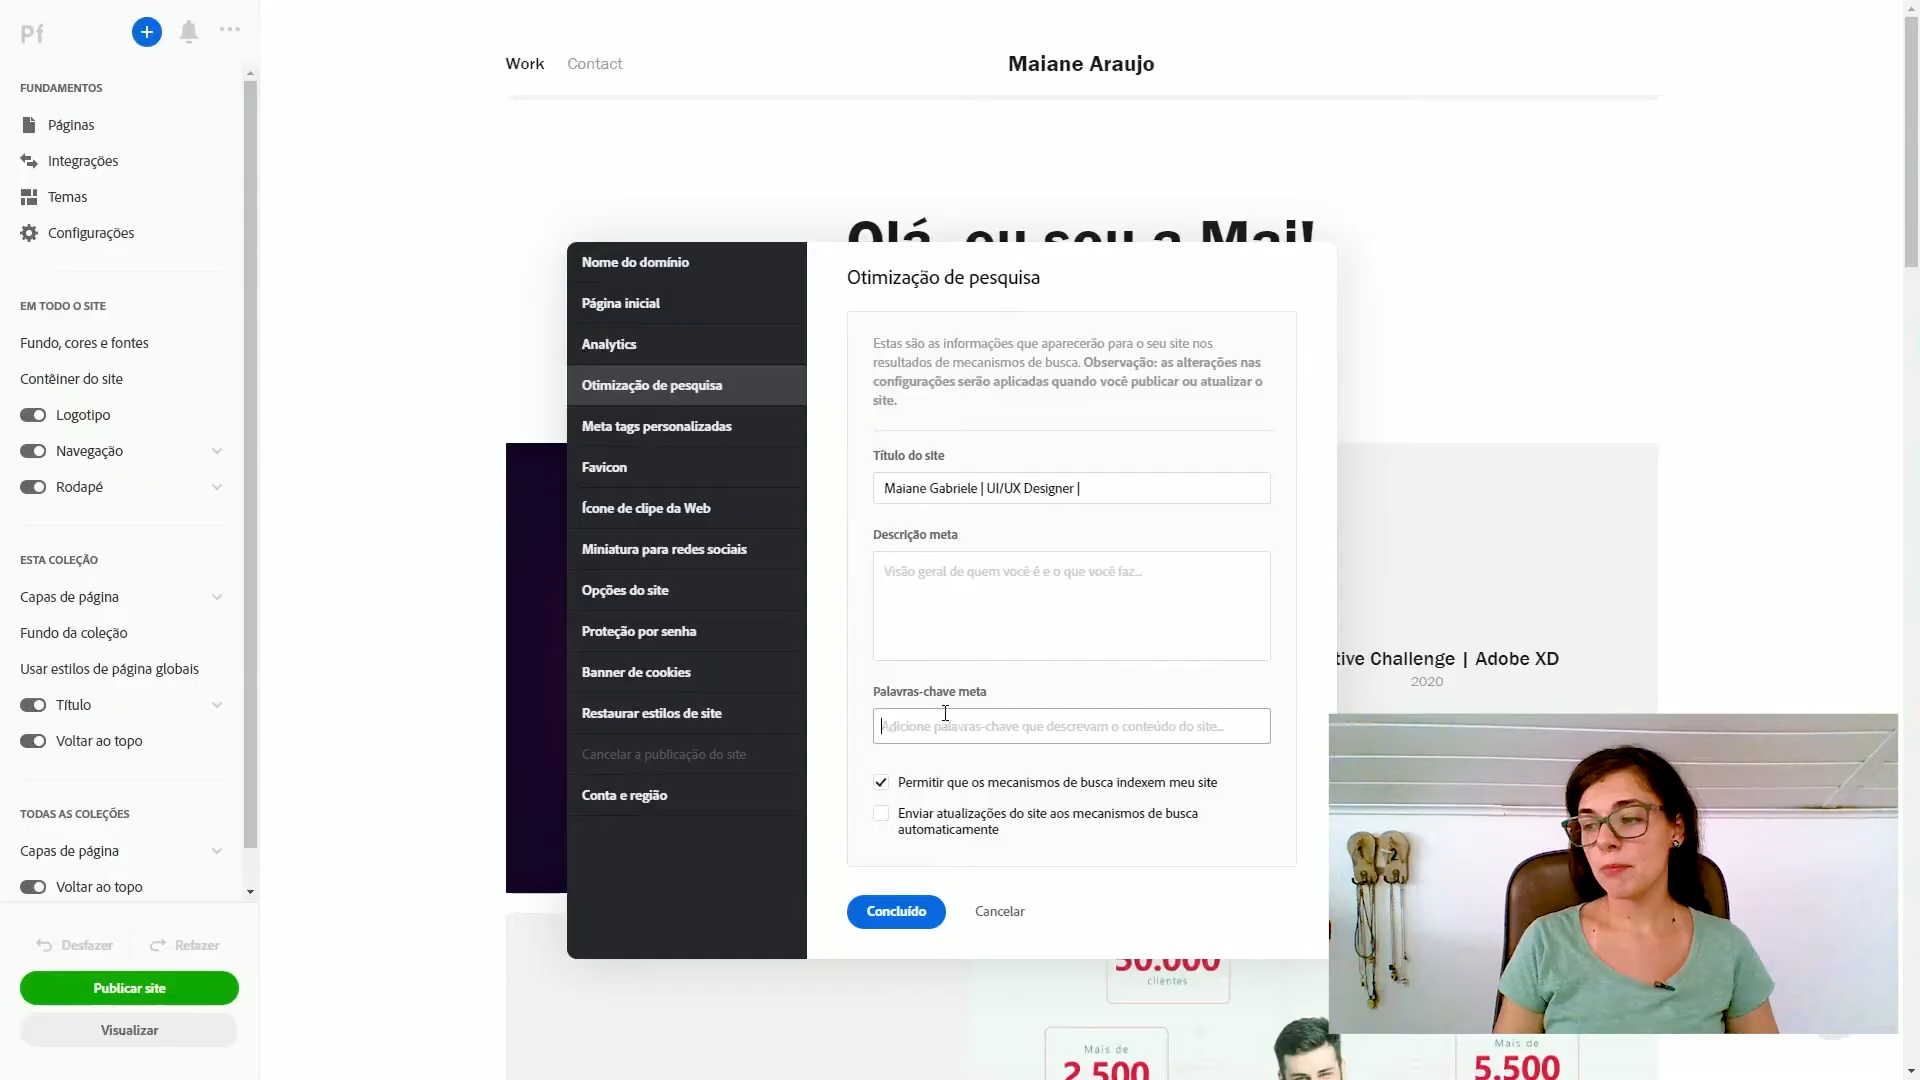 Pf
FUNDAMENTOS
Páginas
Integrações
Temas
Configurações
EM TODO O SITE
Fundo, cores e fontes
Contêiner do site
Logotipo
Navegação
Rodapé
ESTA COLEÇÃO
Capas de página
Fundo da coleção
Usar estilos de página globais
Título
Voltar ao topo
TODAS AS COLEÇÕES
Capas de página
Voltar ao topo
Desfazer Refazer
Publicar site
Visualizar
Work Contact
Maiane Araujo
Olá, eu sou a Mai!
Nome do domínio
Página inicial
Analytics
Otimização de pesquisa
Meta tags personalizadas
Favicon
Ícone de clipe da Web
Miniatura para redes sociais
Opções do site
Proteção por senha
Banner de cookies
Restaurar estilos de site
Cancelar a publicação do site
Conta e região
Otimização de pesquisa
Estas são as informações que aparecerão para o seu site nos
resultados de mecanismos de busca. Observação: as alterações nas
configurações serão aplicadas quando você publicar ou atualizar o
site.
Título do site
Maiane Gabriele | UI/UX Designer |
Descrição meta
Visão geral de quem você é e o que você faz...
Palavras-chave meta
Adicione palavras-chave que descrevam o conteúdo do site...
Permitir que os mecanismos de busca indexem meu site
Enviar atualizações do site aos mecanismos de busca
automaticamente
Concluído Cancelar
tive Challenge | Adobe XD
2020
30.000
clientes
Mais de
2.500
Mais de
5.500